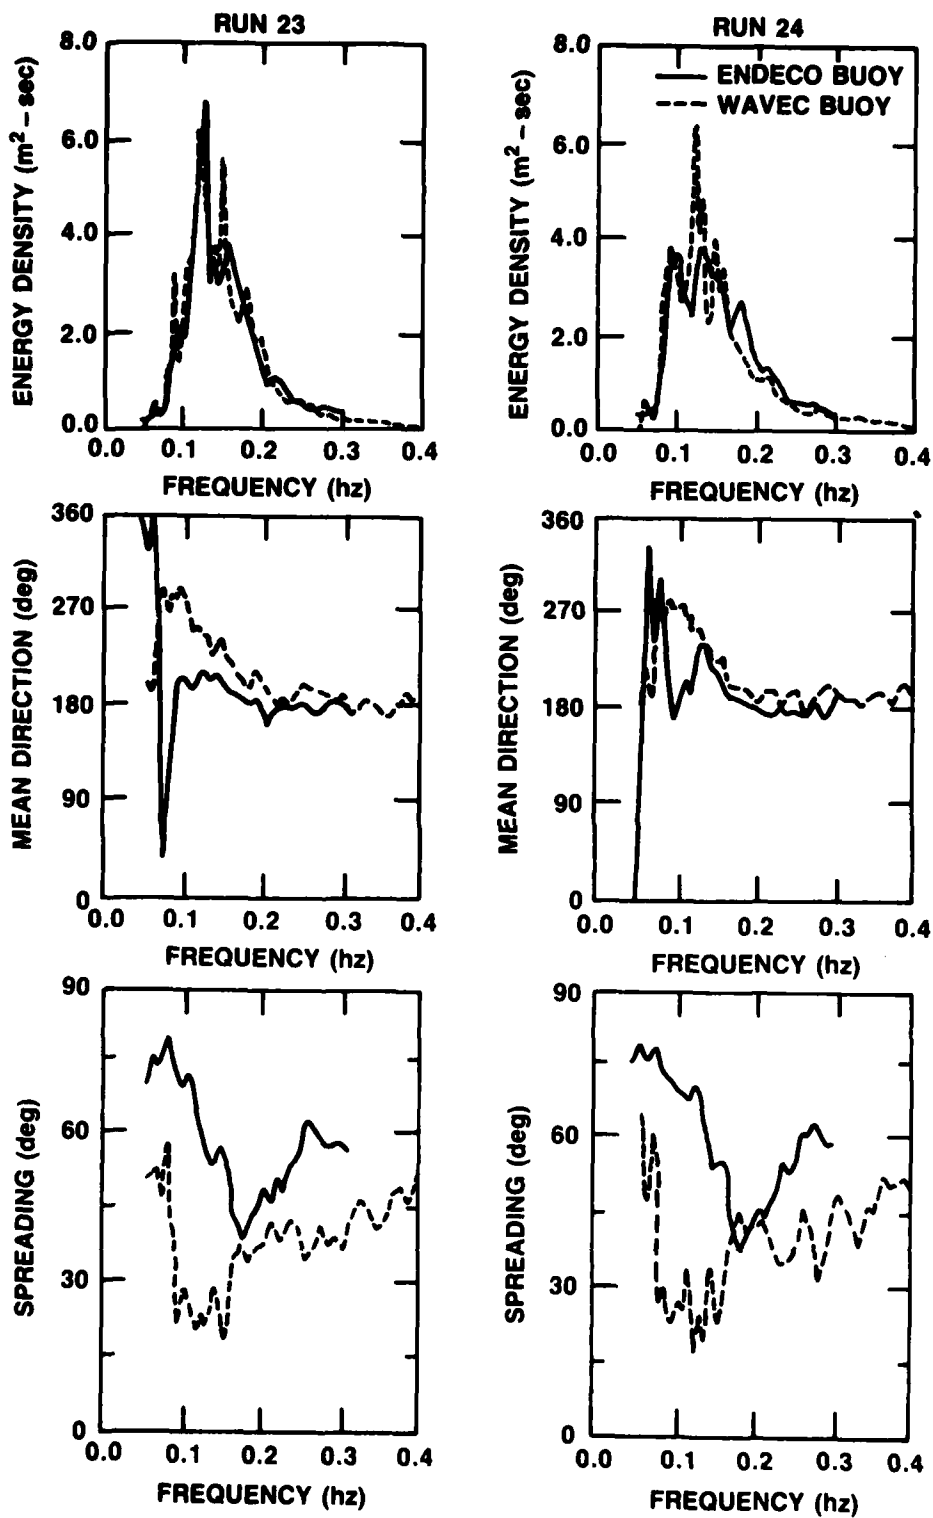 RUN 23
8.0
6.0
4.0
2.0
0.0
ENERGY DENSITY (m² – sec)
0.0 0.1 0.2 0.3 0.4
FREQUENCY (hz)
RUN 24
ENDECO BUOY
WAVEC BUOY
8.0
6.0
4.0
2.0
0.0
ENERGY DENSITY (m² – sec)
0.0 0.1 0.2 0.3 0.4
FREQUENCY (hz)
360
270
180
90
0
MEAN DIRECTION (deg)
0.0 0.1 0.2 0.3 0.4
FREQUENCY (hz)
360
270
180
90
0
MEAN DIRECTION (deg)
0.0 0.1 0.2 0.3 0.4
FREQUENCY (hz)
90
60
30
0
SPREADING (deg)
0.0 0.1 0.2 0.3 0.4
FREQUENCY (hz)
90
60
30
0
SPREADING (deg)
0.0 0.1 0.2 0.3 0.4
FREQUENCY (hz)